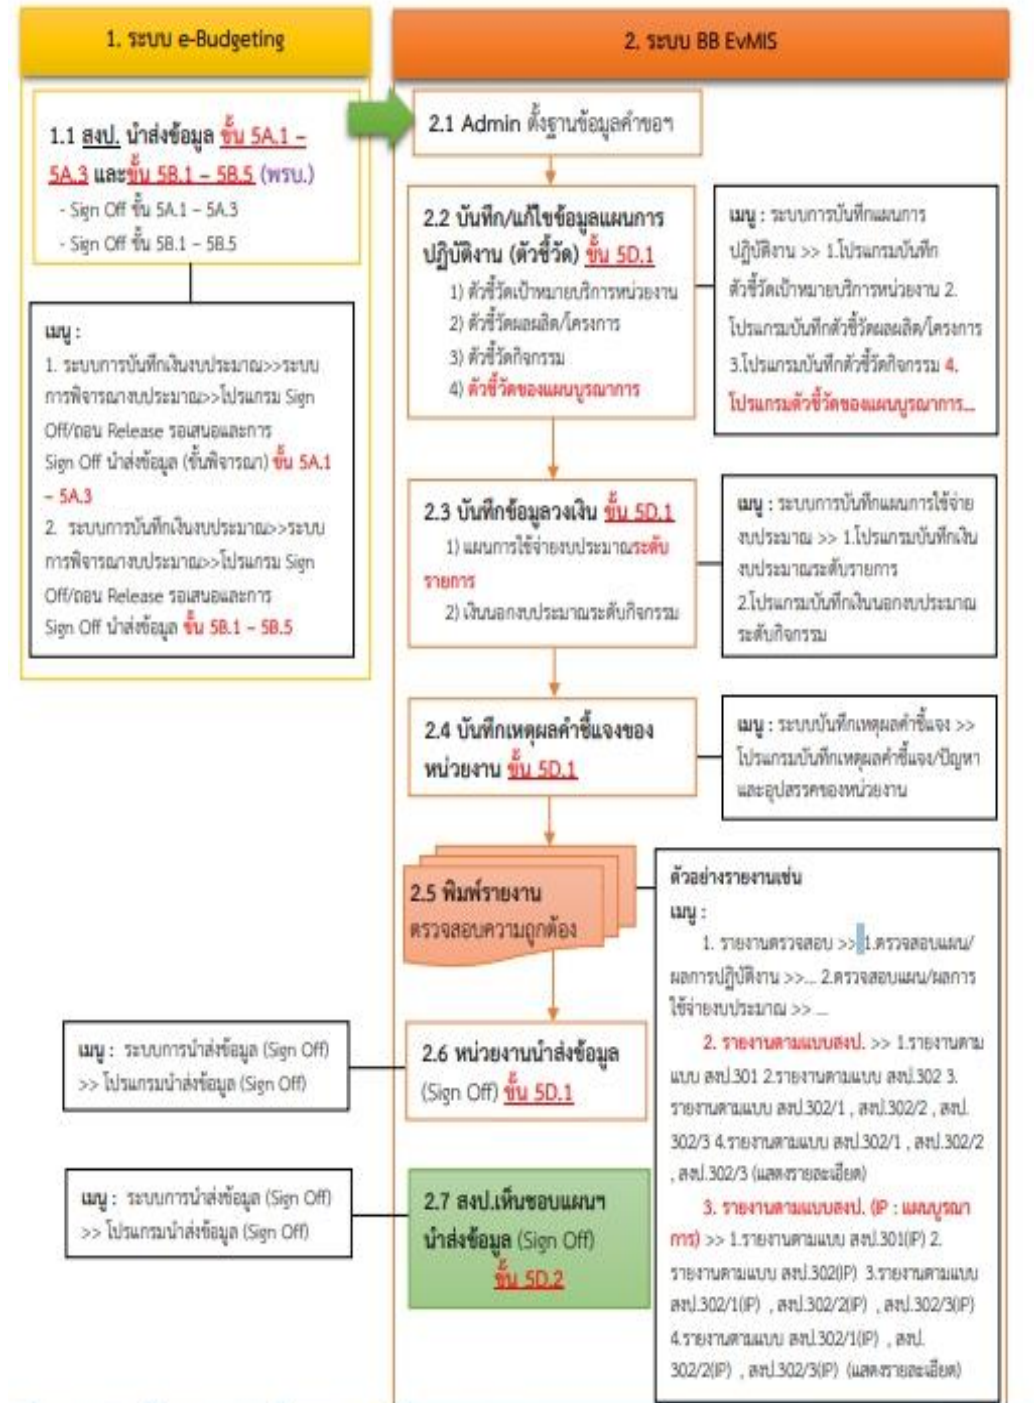 1. ระบบ e-Budgeting
1.1 สงป. นำส่งข้อมูล ขั้น 5A.1 –
5A.3 และขั้น 5B.1 – 5B.5 (พรบ.)
- Sign Off ขั้น 5A.1 – 5A.3
- Sign Off ขั้น 5B.1 – 5B.5
เมนู :
1. ระบบการบันทึกเงินงบประมาณ>>ระบบ
การพิจารณางบประมาณ>>โปรแกรม Sign
Off/ถอน Release รอเสนอและการ
Sign Off นำส่งข้อมูล (ขั้นพิจารณา) ขั้น 5A.1
– 5A.3
2. ระบบการบันทึกเงินงบประมาณ>>ระบบ
การพิจารณางบประมาณ>>โปรแกรม Sign
Off/ถอน Release รอเสนอและการ
Sign Off นำส่งข้อมูล ขั้น 5B.1 – 5B.5
2. ระบบ BB EvMIS
2.1 Admin ตั้งฐานข้อมูลคำขอฯ
2.2 บันทึก/แก้ไขข้อมูลแผนการ
ปฏิบัติงาน (ตัวชี้วัด) ขั้น 5D.1
1) ตัวชี้วัดเป้าหมายบริการหน่วยงาน
2) ตัวชี้วัดผลผลิต/โครงการ
3) ตัวชี้วัดกิจกรรม
4) ตัวชี้วัดของแผนบูรณาการ
เมนู : ระบบการบันทึกแผนการ
ปฏิบัติงาน >> 1.โปรแกรมบันทึก
ตัวชี้วัดเป้าหมายบริการหน่วยงาน 2.
โปรแกรมบันทึกตัวชี้วัดผลผลิต/โครงการ
3.โปรแกรมบันทึกตัวชี้วัดกิจกรรม 4.
โปรแกรมตัวชี้วัดของแผนบูรณาการ...
2.3 บันทึกข้อมูลวงเงิน ขั้น 5D.1
1) แผนการใช้จ่ายงบประมาณระดับ
รายการ
2) เงินนอกงบประมาณระดับกิจกรรม
เมนู : ระบบการบันทึกแผนการใช้จ่าย
งบประมาณ >> 1.โปรแกรมบันทึกเงิน
งบประมาณระดับรายการ
2.โปรแกรมบันทึกเงินนอกงบประมาณ
ระดับกิจกรรม
2.4 บันทึกเหตุผลคำชี้แจงของ
หน่วยงาน ขั้น 5D.1
เมนู : ระบบบันทึกเหตุผลคำชี้แจง >>
โปรแกรมบันทึกเหตุผลคำชี้แจง/ปัญหา
และอุปสรรคของหน่วยงาน
2.5 พิมพ์รายงาน
ตรวจสอบความถูกต้อง
ตัวอย่างรายงานเช่น
เมนู :
1. รายงานตรวจสอบ >> 1.ตรวจสอบแผน/
ผลการปฏิบัติงาน >>... 2.ตรวจสอบแผน/ผลการ
ใช้จ่ายงบประมาณ >> ...
2. รายงานตามแบบสงป. >> 1.รายงานตาม
แบบ สงป.301 2.รายงานตามแบบ สงป.302 3.
รายงานตามแบบ สงป.302/1 , สงป.302/2 , สงป.
302/3 4.รายงานตามแบบ สงป.302/1 , สงป.302/2
, สงป.302/3 (แสดงรายละเอียด)
3. รายงานตามแบบสงป. (IP : แผนบูรณา
การ) >> 1.รายงานตามแบบ สงป.301(IP) 2.
รายงานตามแบบ สงป.302(IP) 3.รายงานตามแบบ
สงป.302/1(IP) , สงป.302/2(IP) , สงป.302/3(IP)
4.รายงานตามแบบ สงป.302/1(IP) , สงป.
302/2(IP) , สงป.302/3(IP) (แสดงรายละเอียด)
เมนู : ระบบการนำส่งข้อมูล (Sign Off)
>> โปรแกรมนำส่งข้อมูล (Sign Off)
2.6 หน่วยงานนำส่งข้อมูล
(Sign Off) ขั้น 5D.1
เมนู : ระบบการนำส่งข้อมูล (Sign Off)
>> โปรแกรมนำส่งข้อมูล (Sign Off)
2.7 สงป.เห็นชอบแผนฯ
นำส่งข้อมูล (Sign Off)
ขั้น 5D.2